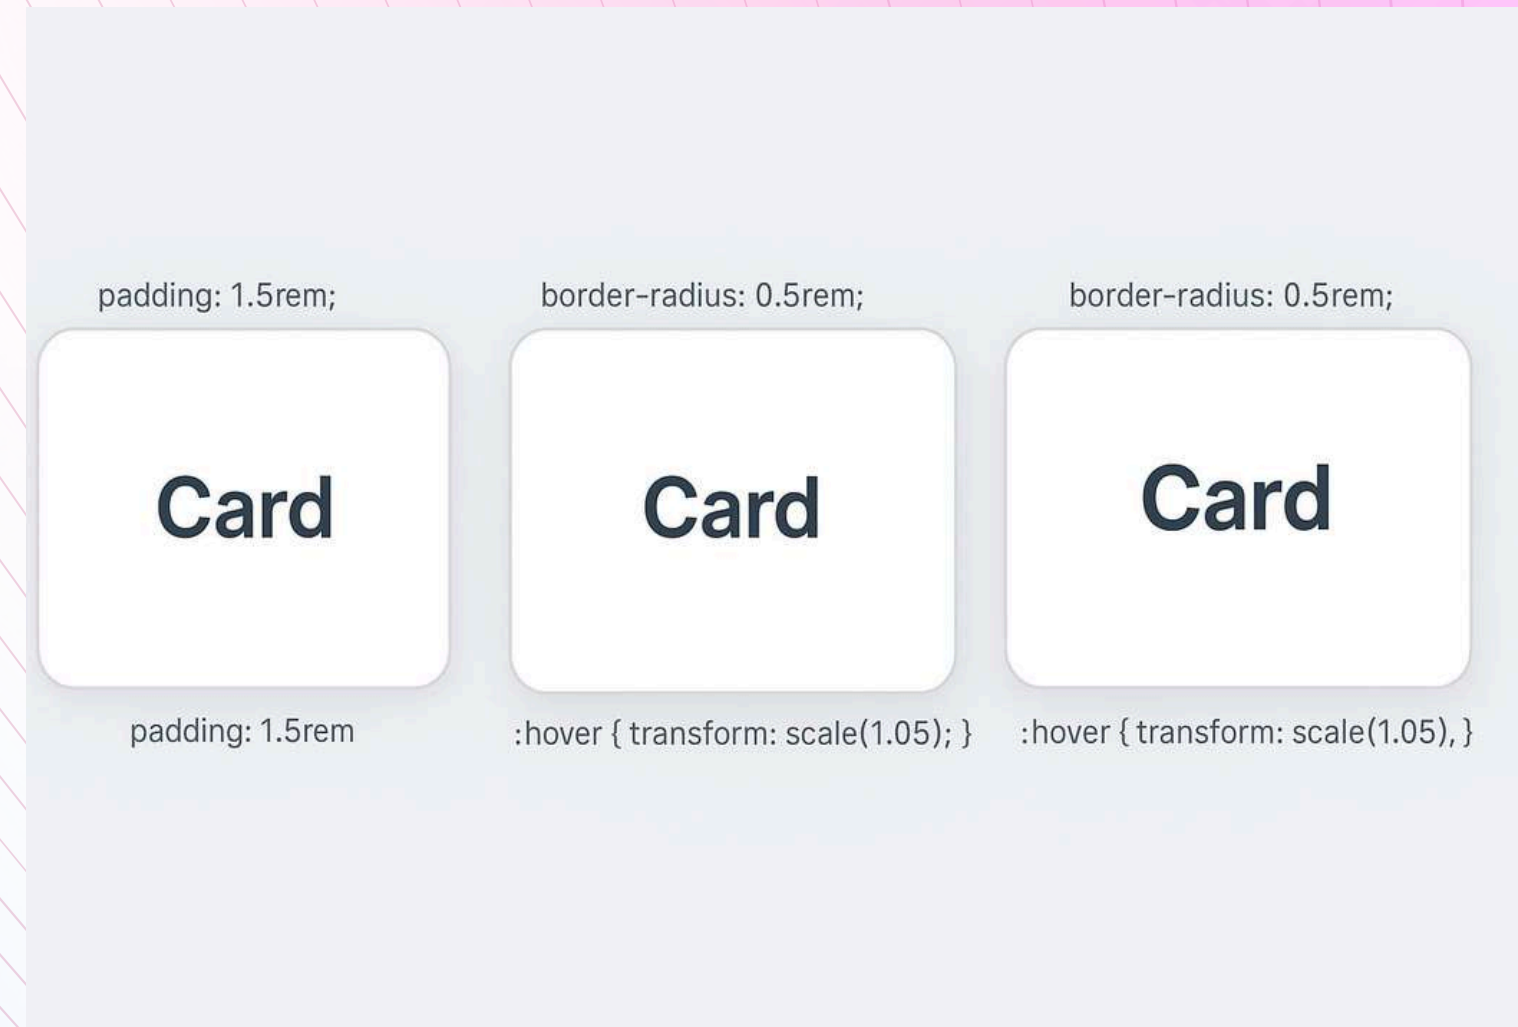 padding: 1.5rem;
border-radius: 0.5rem;
border-radius: 0.5rem;
Card
Card
Card
padding: 1.5rem
:hover { transform: scale(1.05); }
:hover { transform: scale(1.05), }